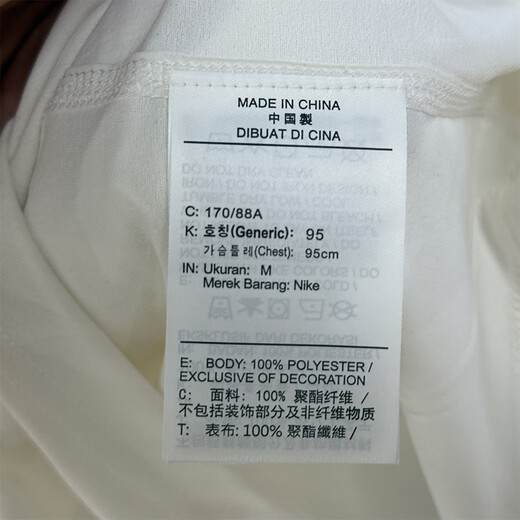 MADE IN CHINA
中国製
DIBUAT DI CINA
C: 170/88A
K: 호칭(Generic): 95
가슴둘레(Chest): 95cm
IN: Ukuran: M
Merek Barang: Nike
E: BODY: 100% POLYESTER /
EXCLUSIVE OF DECORATION
C: 面料: 100% 聚酯纤维 /
不包括装饰部分及非纤维部分
T: 表布: 100% 聚酯纖維 /